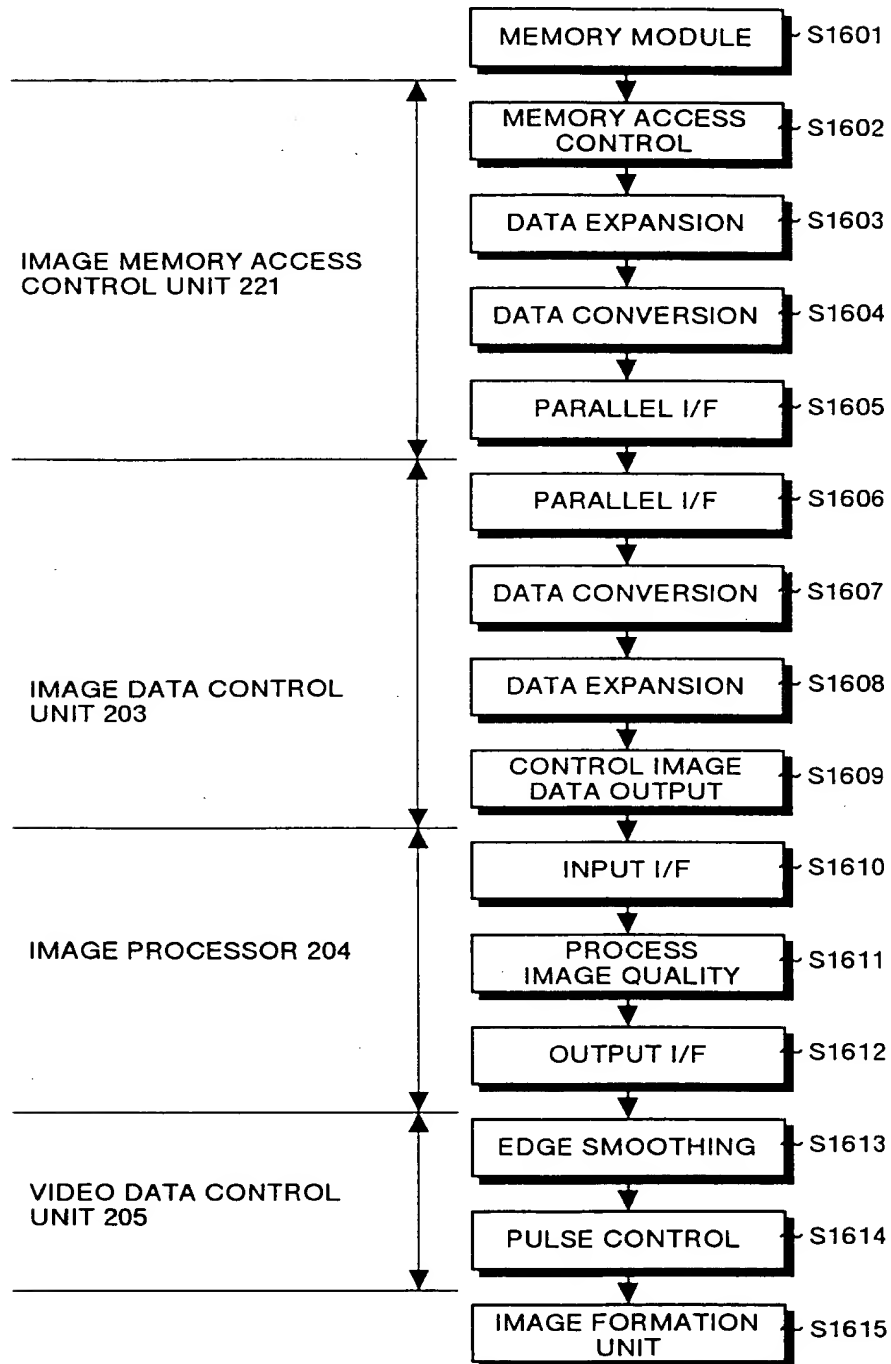 MEMORY MODULE S1601
MEMORY ACCESS
CONTROL S1602
DATA EXPANSION S1603
IMAGE MEMORY ACCESS
CONTROL UNIT 221
DATA CONVERSION S1604
PARALLEL I/F S1605
PARALLEL I/F S1606
DATA CONVERSION S1607
IMAGE DATA CONTROL
UNIT 203
DATA EXPANSION S1608
CONTROL IMAGE
DATA OUTPUT S1609
INPUT I/F S1610
IMAGE PROCESSOR 204
PROCESS
IMAGE QUALITY S1611
OUTPUT I/F S1612
EDGE SMOOTHING S1613
VIDEO DATA CONTROL
UNIT 205
PULSE CONTROL S1614
IMAGE FORMATION
UNIT S1615